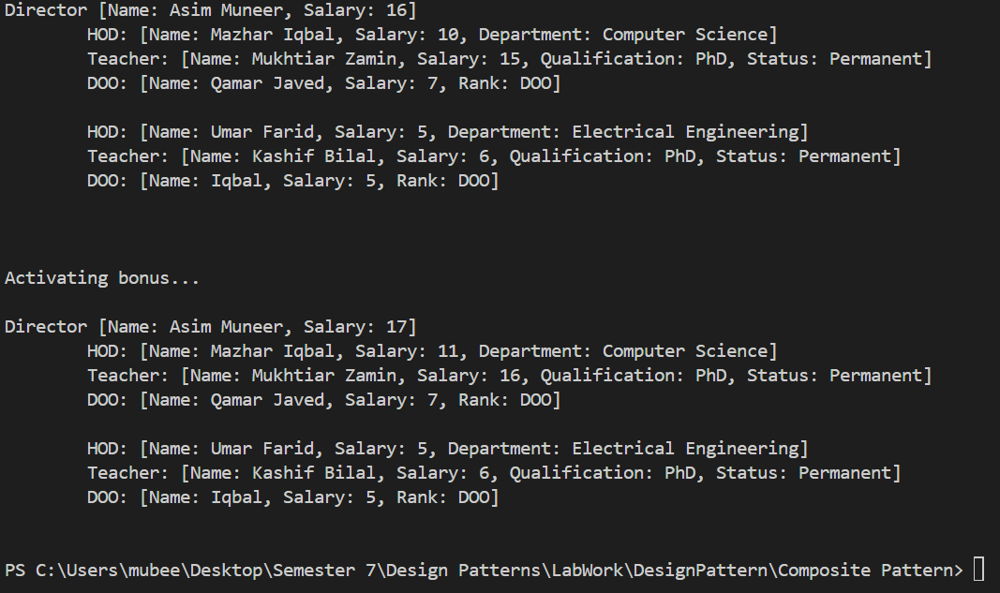 Director [Name: Asim Muneer, Salary: 16]
HOD: [Name: Mazhar Iqbal, Salary: 10, Department: Computer Science]
Teacher: [Name: Mukhtiar Zamin, Salary: 15, Qualification: PhD, Status: Permanent]
DOO: [Name: Qamar Javed, Salary: 7, Rank: DOO]
HOD: [Name: Umar Farid, Salary: 5, Department: Electrical Engineering]
Teacher: [Name: Kashif Bilal, Salary: 6, Qualification: PhD, Status: Permanent]
DOO: [Name: Iqbal, Salary: 5, Rank: DOO]
Activating bonus...
Director [Name: Asim Muneer, Salary: 17]
HOD: [Name: Mazhar Iqbal, Salary: 11, Department: Computer Science]
Teacher: [Name: Mukhtiar Zamin, Salary: 16, Qualification: PhD, Status: Permanent]
DOO: [Name: Qamar Javed, Salary: 7, Rank: DOO]
HOD: [Name: Umar Farid, Salary: 5, Department: Electrical Engineering]
Teacher: [Name: Kashif Bilal, Salary: 6, Qualification: PhD, Status: Permanent]
DOO: [Name: Iqbal, Salary: 5, Rank: DOO]
PS C:\Users\mubee\Desktop\Semester 7\Design Patterns\LabWork\DesignPattern\Composite Pattern>